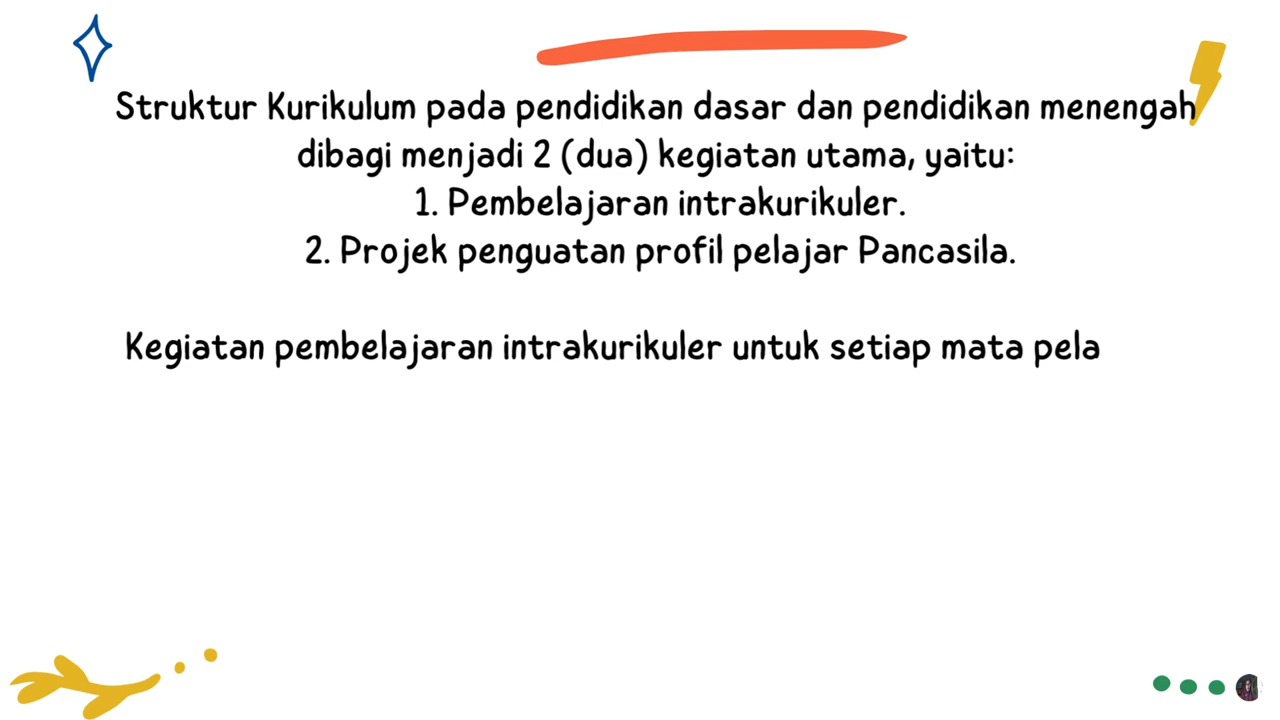 Struktur Kurikulum pada pendidikan dasar dan pendidikan menengah
dibagi menjadi 2 (dua) kegiatan utama, yaitu:
1. Pembelajaran intrakurikuler.
2. Projek penguatan profil pelajar Pancasila.
Kegiatan pembelajaran intrakurikuler untuk setiap mata pela